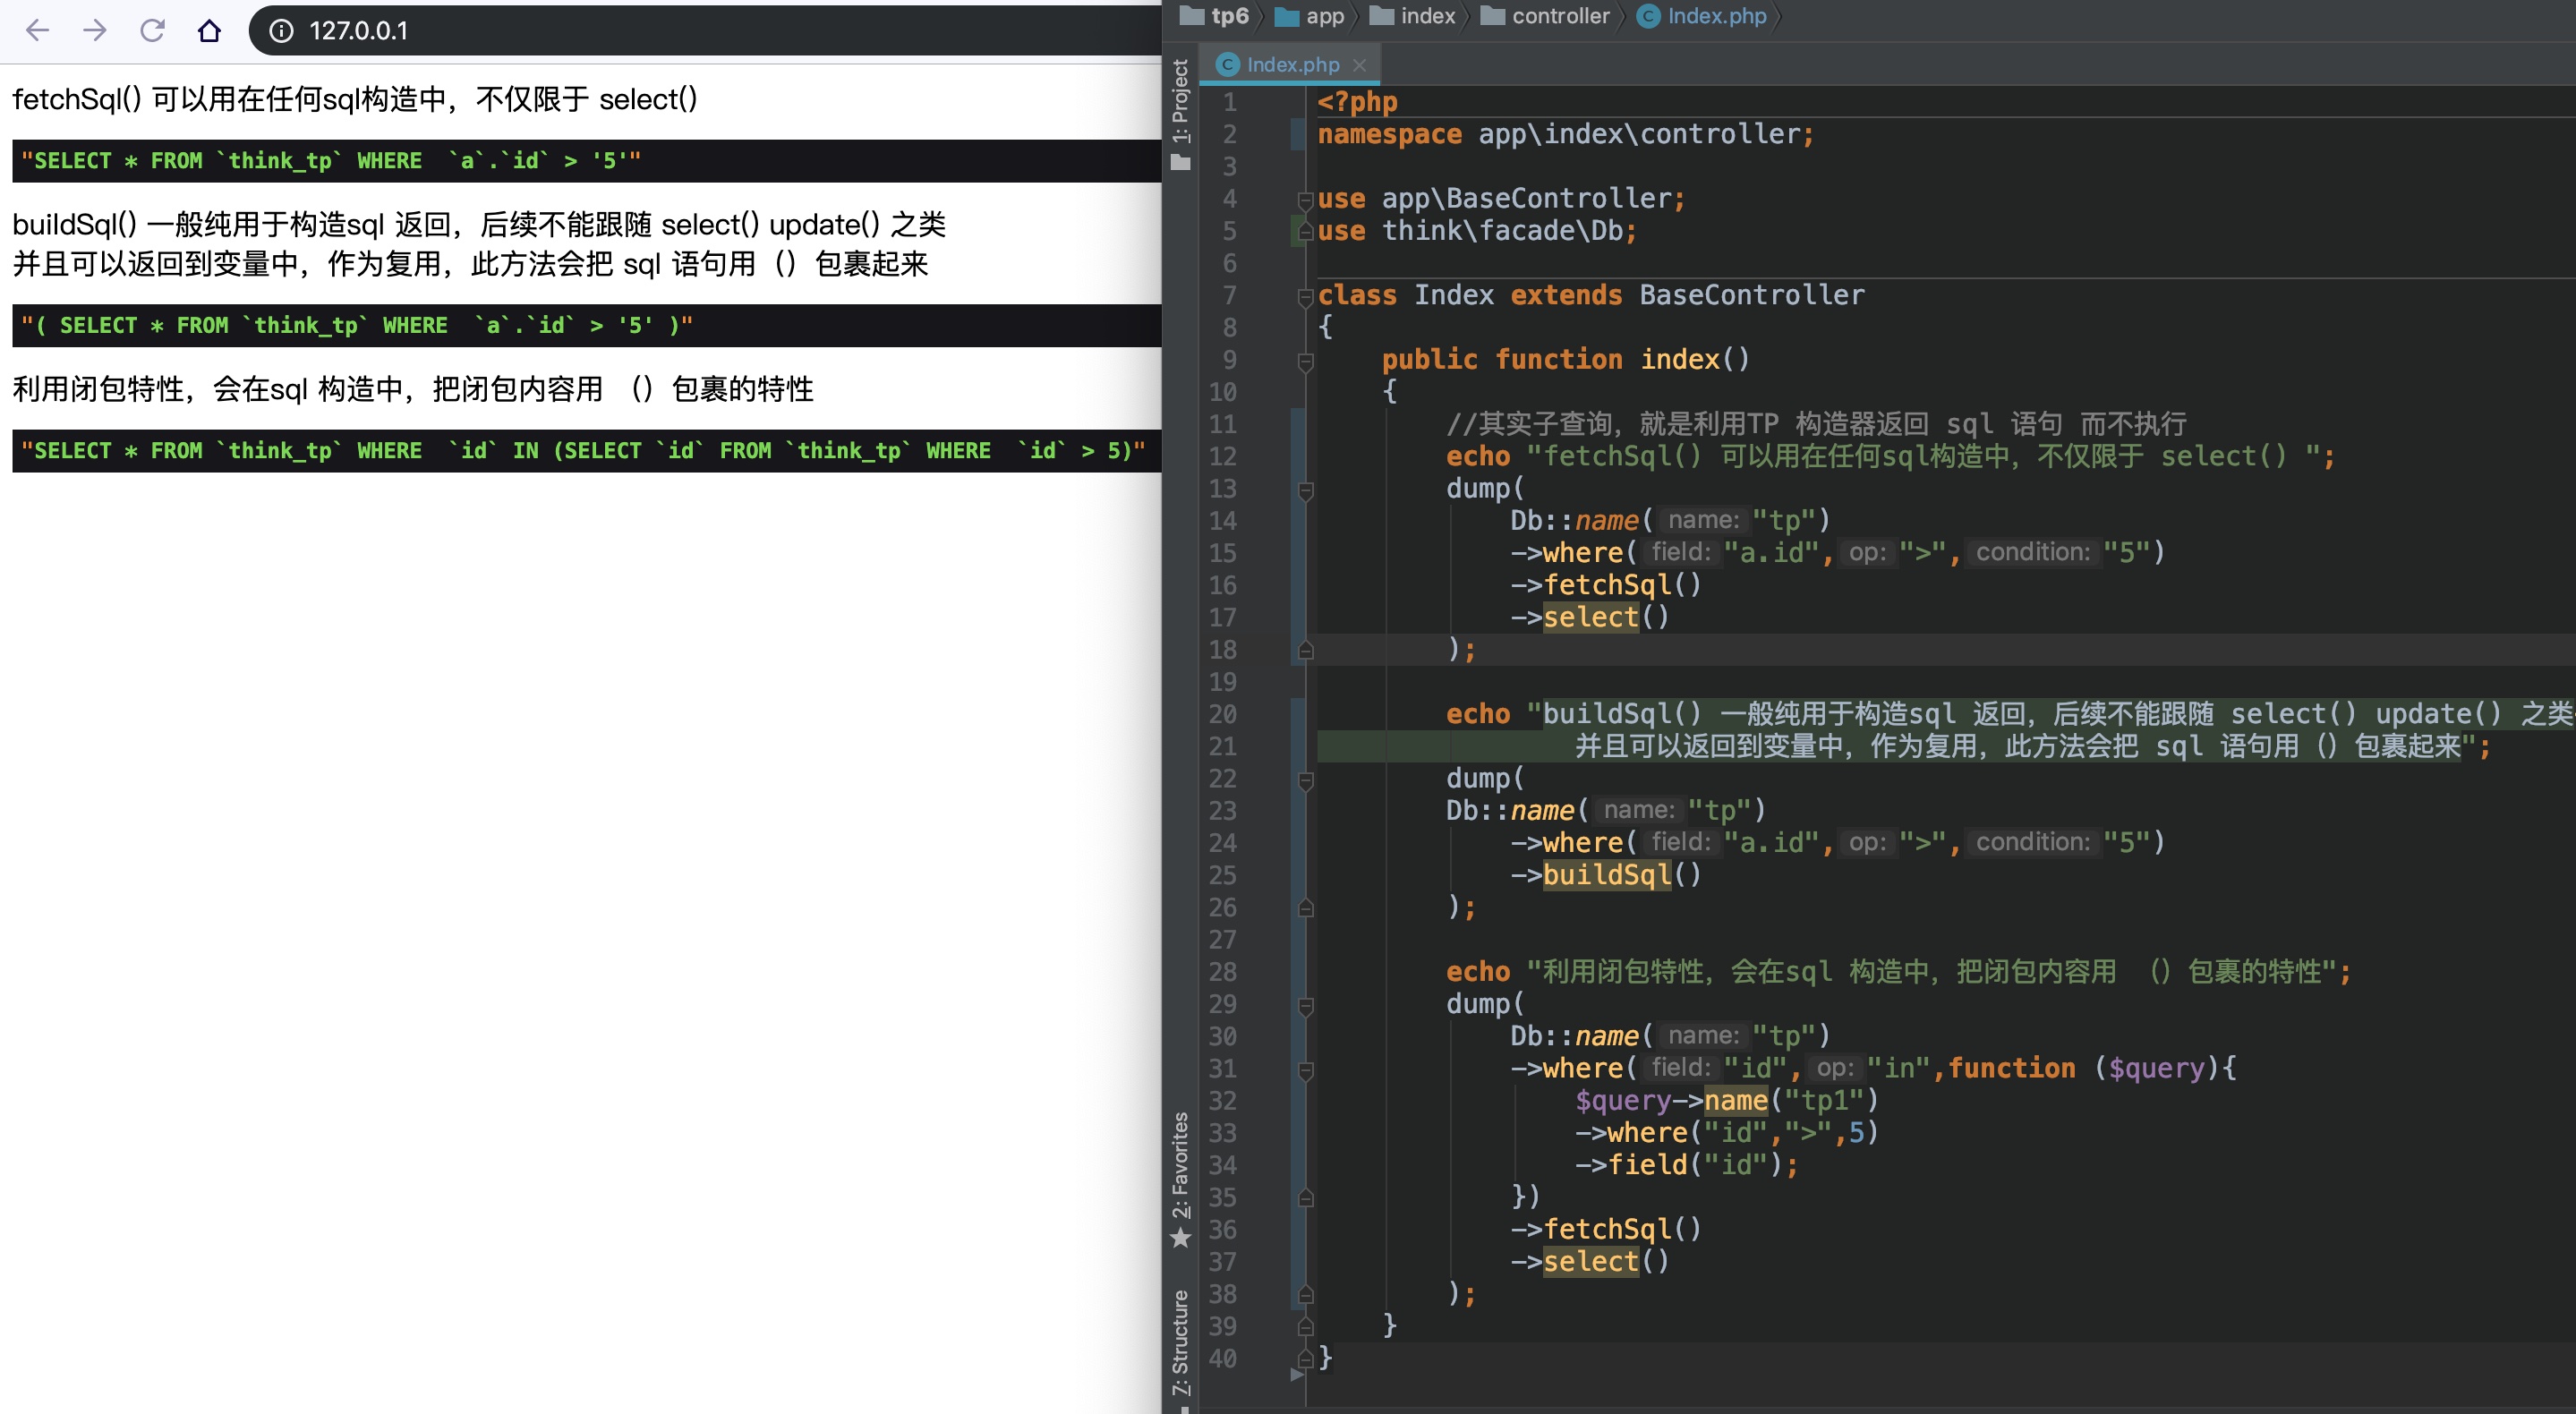 127.0.0.1
fetchSql() 可以用在任何sql构造中，不仅限于 select()
"SELECT * FROM `think_tp` WHERE  `a`.`id` > '5'"
buildSql() 一般纯用于构造sql 返回，后续不能跟随 select() update() 之类
并且可以返回到变量中，作为复用，此方法会把 sql 语句用（）包裹起来
"( SELECT * FROM `think_tp` WHERE  `a`.`id` > '5' )"
利用闭包特性，会在sql 构造中，把闭包内容用 （）包裹的特性
"SELECT * FROM `think_tp` WHERE  `id` IN (SELECT `id` FROM `think_tp` WHERE  `id` > 5)"
tp6 app index controller Index.php
Index.php
1: Project
2: Favorites
7: Structure
1 <?php
2 namespace app\index\controller;
3
4 use app\BaseController;
5 use think\facade\Db;
6
7 class Index extends BaseController
8 {
9     public function index()
10     {
11         //其实子查询，就是利用TP 构造器返回 sql 语句 而不执行
12         echo "fetchSql() 可以用在任何sql构造中，不仅限于 select() ";
13         dump(
14             Db::name( name: "tp")
15             ->where( field: "a.id", op: ">", condition: "5")
16             ->fetchSql()
17             ->select()
18         );
19
20         echo "buildSql() 一般纯用于构造sql 返回，后续不能跟随 select() update() 之类
21                 并且可以返回到变量中，作为复用，此方法会把 sql 语句用（）包裹起来";
22         dump(
23         Db::name( name: "tp")
24             ->where( field: "a.id", op: ">", condition: "5")
25             ->buildSql()
26         );
27
28         echo "利用闭包特性，会在sql 构造中，把闭包内容用 （）包裹的特性";
29         dump(
30             Db::name( name: "tp")
31             ->where( field: "id", op: "in",function ($query){
32                 $query->name("tp1")
33                 ->where("id",">",5)
34                 ->field("id");
35             })
36             ->fetchSql()
37             ->select()
38         );
39     }
40 }